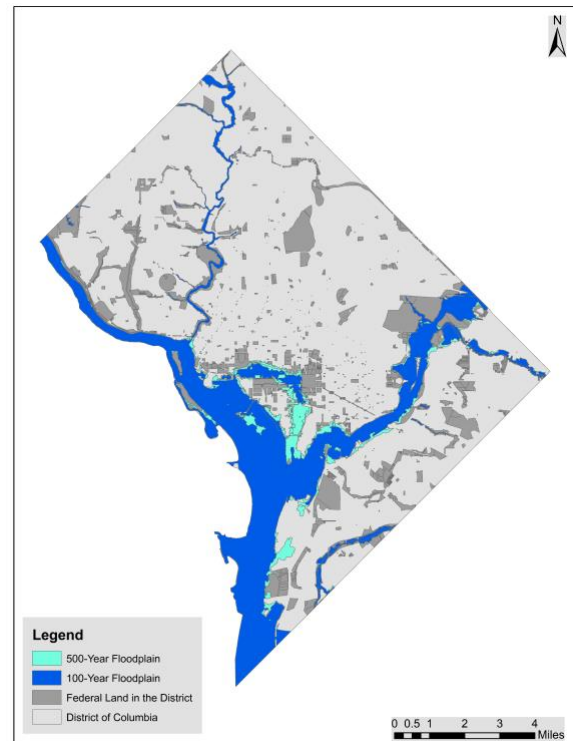 N
Legend
500-Year Floodplain
100-Year Floodplain
Federal Land in the District
District of Columbia
0 0.5 1 2 3 4
Miles